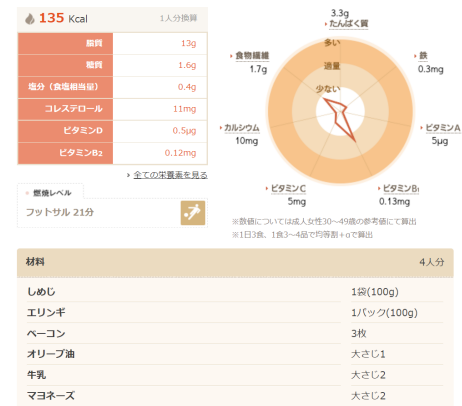 135 Kcal 1人分換算
脂質 13g
糖質 1.6g
塩分（食塩相当量） 0.4g
コレステロール 11mg
ビタミンD 0.5μg
ビタミンB2 0.12mg
全ての栄養素を見る
燃焼レベル
フットサル 21分
3.3g
たんぱく質
多い
適量
少ない
鉄
0.3mg
ビタミンA
5μg
ビタミンB1
0.13mg
ビタミンC
5mg
カルシウム
10mg
食物繊維
1.7g
※数値については成人女性30～49歳の参考値にて算出
※1日3食、1食3～4品で均等割＋αで算出
材料 4人分
しめじ 1袋(100g)
エリンギ 1パック(100g)
ベーコン 3枚
オリーブ油 大さじ1
牛乳 大さじ2
マヨネーズ 大さじ2